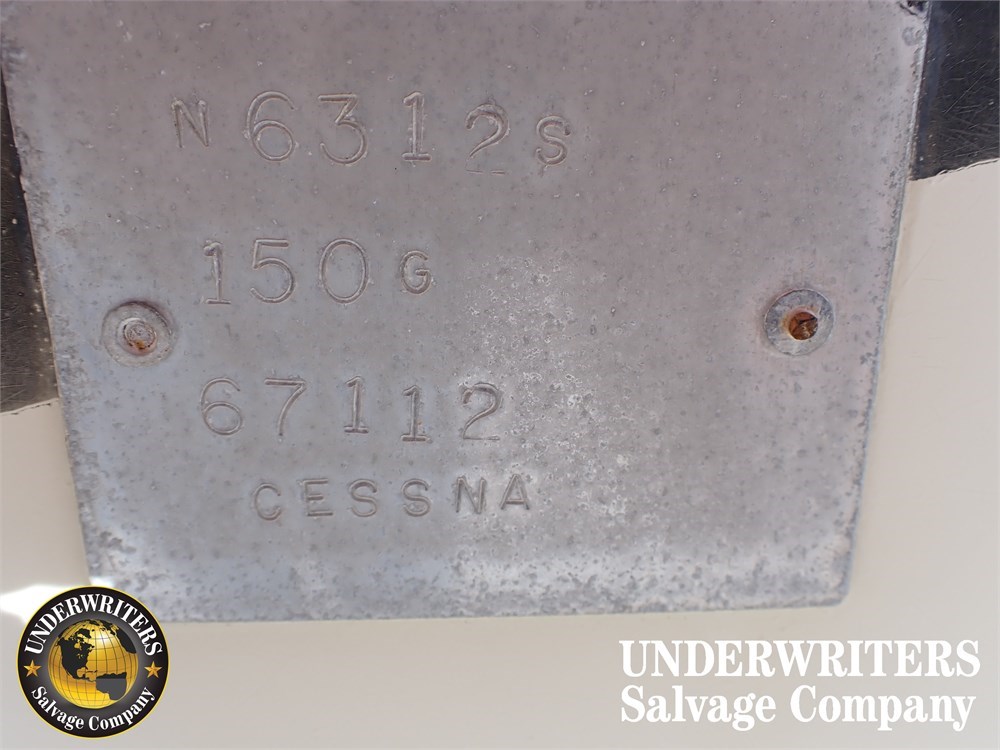 N6312S
150G
67112
CESSNA
UNDERWRITERS
Salvage Company
UNDERWRITERS
Salvage Company